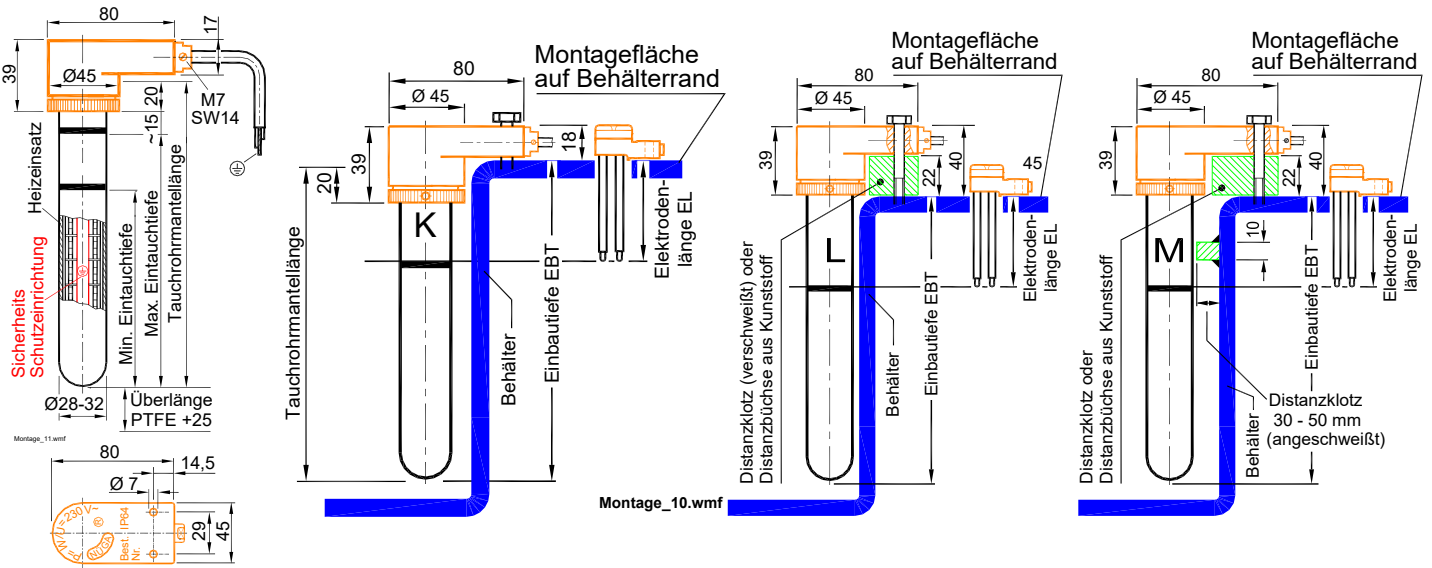 80
17
39
Ø45
M7
SW14
20
~15
Heizeinsatz
Sicherheits
Schutzeinrichtung
Min. Eintauchtiefe
Max. Eintauchtiefe
Tauchrohrmantellänge
Ø28-32
Überlänge
PTFE +25
Montage_11.wmf
80
14,5
Ø 7
P= W/U=230 V~
®
NÜGA
Best.
Nr.
IP64
29
45
Montagefläche
auf Behälterrand
80
Ø 45
39
18
20
K
Tauchrohrmantellänge
Behälter
Einbautiefe EBT
Elektroden-
länge EL
Montage_10.wmf
Montagefläche
auf Behälterrand
80
Ø 45
39
40
22
45
L
Distanzklotz (verschweißt) oder
Distanzbüchse aus Kunststoff
Behälter
Einbautiefe EBT
Elektroden-
länge EL
Montagefläche
auf Behälterrand
80
Ø 45
39
40
22
10
M
Distanzklotz oder
Distanzbüchse aus Kunststoff
Distanzklotz
30 - 50 mm
(angeschweißt)
Behälter
Einbautiefe EBT
Elektroden-
länge EL